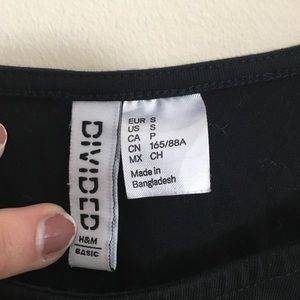 DIVIDED
H&M
BASIC
EUR S
US S
CA P
CN 165/88A
MX CH
Made in
Bangladesh